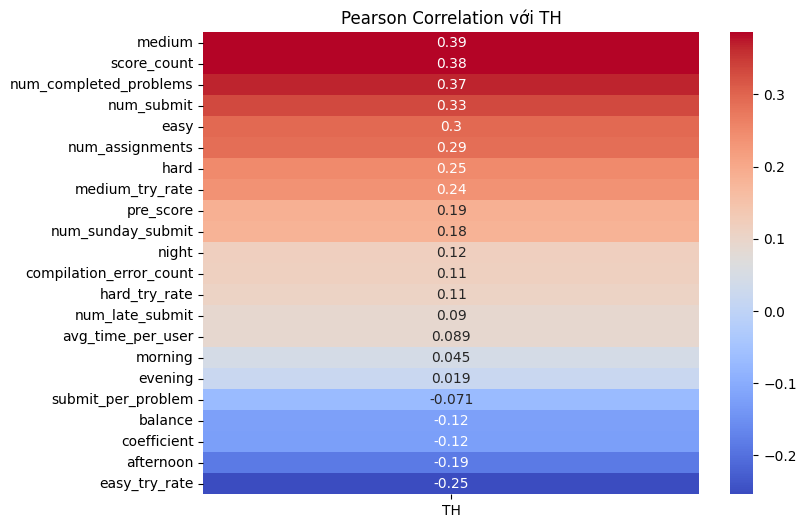 Pearson Correlation với TH
medium 0.39
score_count 0.38
num_completed_problems 0.37
num_submit 0.33
easy 0.3
num_assignments 0.29
hard 0.25
medium_try_rate 0.24
pre_score 0.19
num_sunday_submit 0.18
night 0.12
compilation_error_count 0.11
hard_try_rate 0.11
num_late_submit 0.09
avg_time_per_user 0.089
morning 0.045
evening 0.019
submit_per_problem -0.071
balance -0.12
coefficient -0.12
afternoon -0.19
easy_try_rate -0.25
TH
0.3
0.2
0.1
0.0
−0.1
−0.2